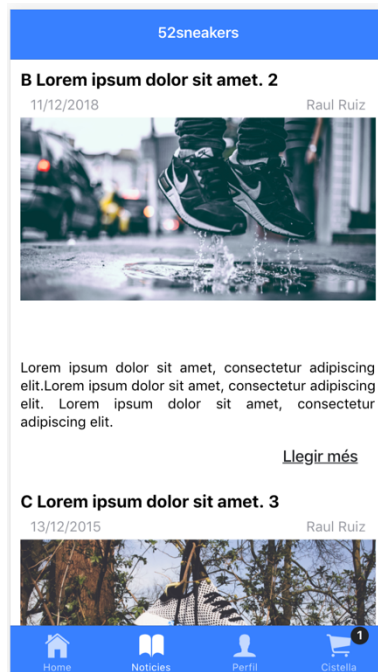 52sneakers
B Lorem ipsum dolor sit amet. 2
11/12/2018 Raul Ruiz
Lorem ipsum dolor sit amet, consectetur adipiscing
elit.Lorem ipsum dolor sit amet, consectetur adipiscing
elit. Lorem ipsum dolor sit amet, consectetur
adipiscing elit.
Llegir més
C Lorem ipsum dolor sit amet. 3
13/12/2015 Raul Ruiz
1
Home Noticies Perfil Cistella